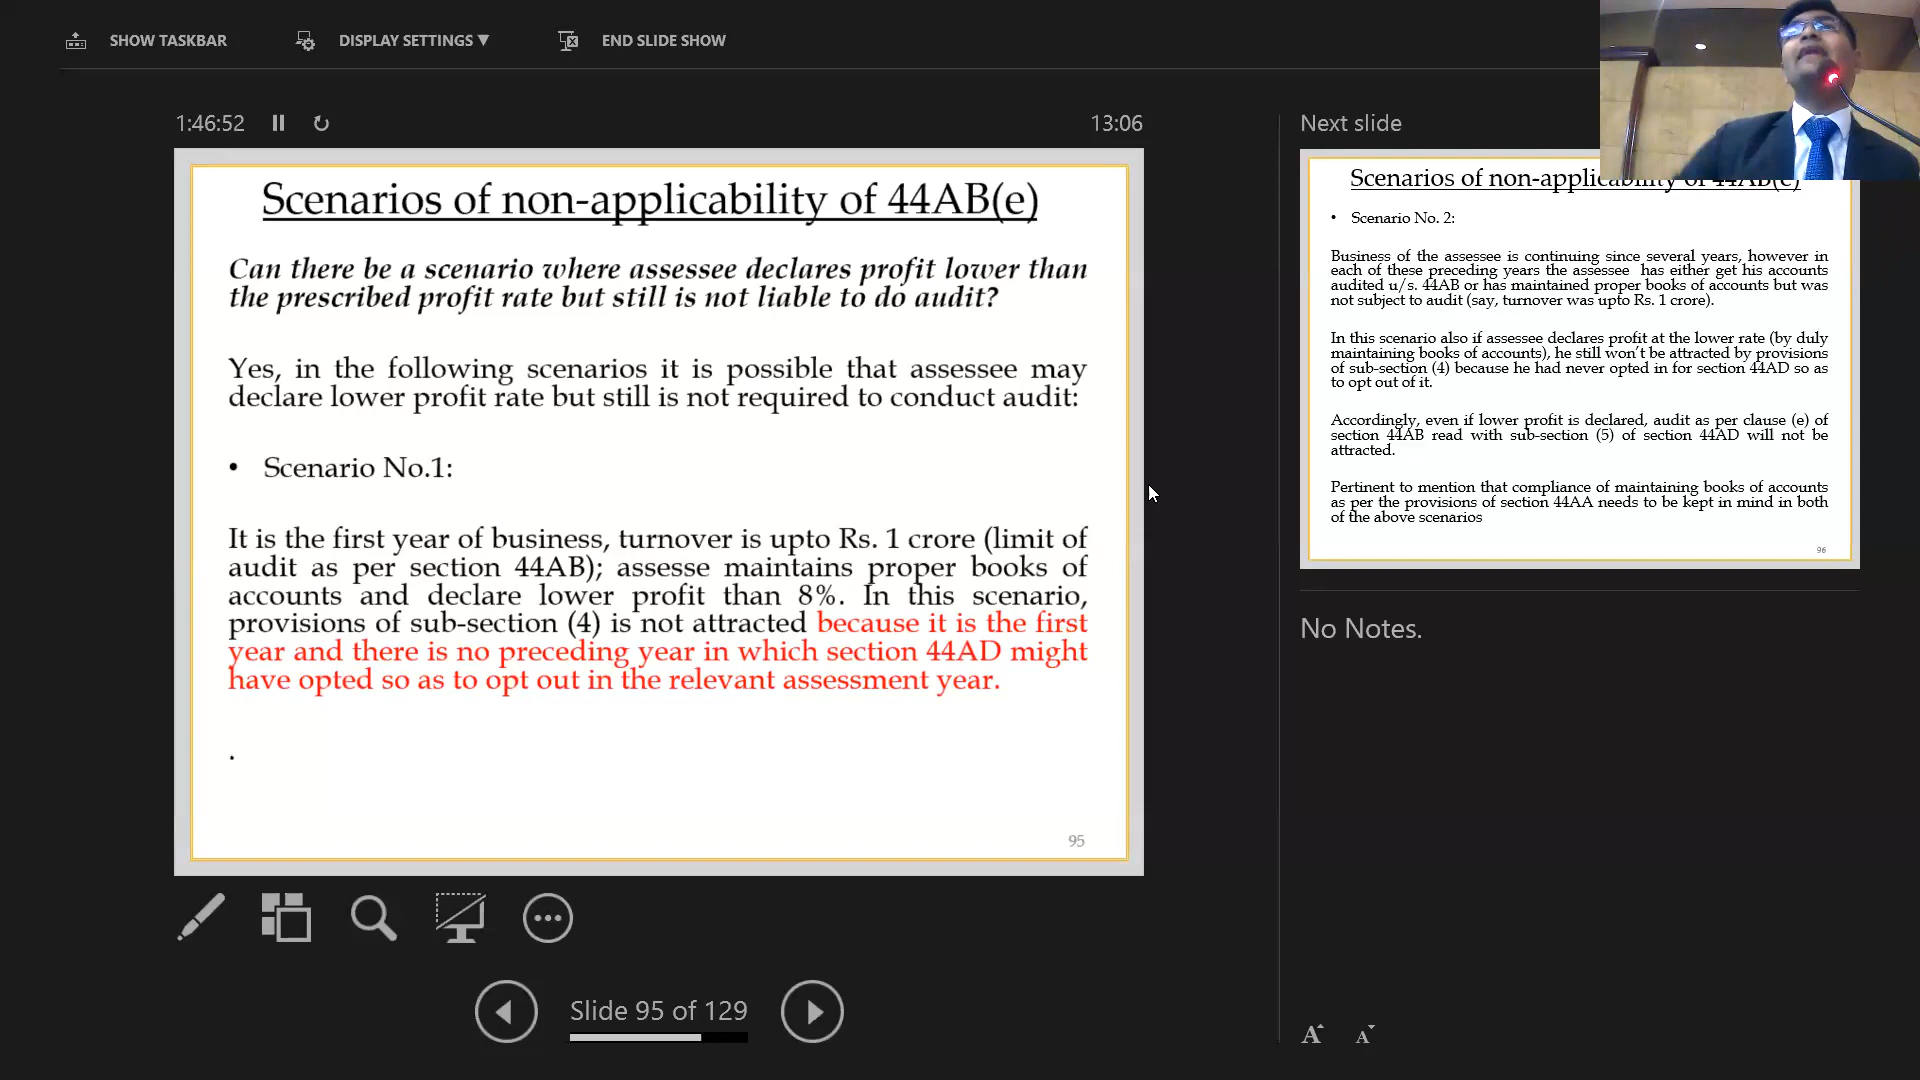 SHOW TASKBAR
DISPLAY SETTINGS ▼
END SLIDE SHOW
1:46:52
13:06
Scenarios of non-applicability of 44AB(e)
Can there be a scenario where assessee declares profit lower than
the prescribed profit rate but still is not liable to do audit?
Yes, in the following scenarios it is possible that assessee may
declare lower profit rate but still is not required to conduct audit:
• Scenario No.1:
It is the first year of business, turnover is upto Rs. 1 crore (limit of
audit as per section 44AB); assesse maintains proper books of
accounts and declare lower profit than 8%. In this scenario,
provisions of sub-section (4) is not attracted because it is the first
year and there is no preceding year in which section 44AD might
have opted so as to opt out in the relevant assessment year.
.
95
Slide 95 of 129
Next slide
Scenarios of non-applicability of 44AB(e)
• Scenario No. 2:
Business of the assessee is continuing since several years, however in
each of these preceding years the assessee has either get his accounts
audited u/s. 44AB or has maintained proper books of accounts but was
not subject to audit (say, turnover was upto Rs. 1 crore).
In this scenario also if assessee declares profit at the lower rate (by duly
maintaining books of accounts), he still won't be attracted by provisions
of sub-section (4) because he had never opted in for section 44AD so as
to opt out of it.
Accordingly, even if lower profit is declared, audit as per clause (e) of
section 44AB read with sub-section (5) of section 44AD will not be
attracted.
Pertinent to mention that compliance of maintaining books of accounts
as per the provisions of section 44AA needs to be kept in mind in both
of the above scenarios
96
No Notes.
A A